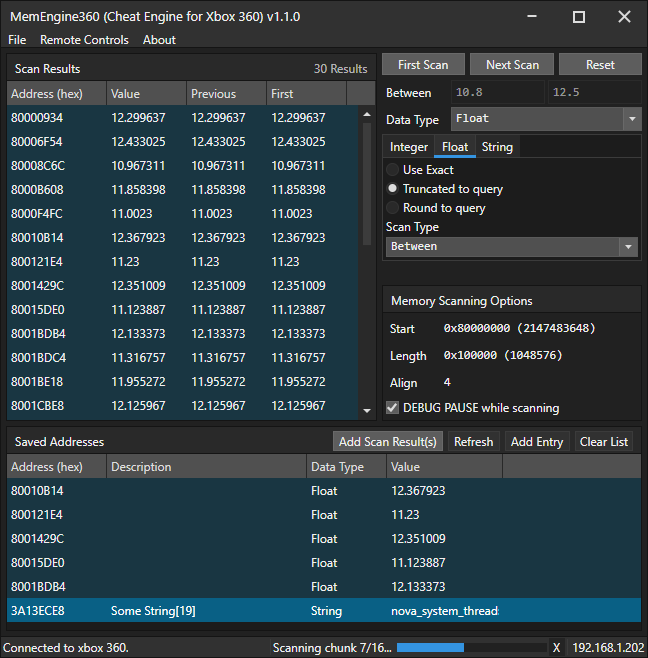 MemEngine360 (Cheat Engine for Xbox 360) v1.1.0
File Remote Controls About
Scan Results 30 Results
Address (hex) Value Previous First
80000934 12.299637 12.299637 12.299637
80006F54 12.433025 12.433025 12.433025
80008C6C 10.967311 10.967311 10.967311
8000B608 11.858398 11.858398 11.858398
8000F4FC 11.0023 11.0023 11.0023
80010B14 12.367923 12.367923 12.367923
800121E4 11.23 11.23 11.23
8001429C 12.351009 12.351009 12.351009
80015DE0 11.123887 11.123887 11.123887
8001BDB4 12.133373 12.133373 12.133373
8001BDC4 11.316757 11.316757 11.316757
8001BE18 11.955272 11.955272 11.955272
8001CBE8 12.125967 12.125967 12.125967
First Scan Next Scan Reset
Between 10.8 12.5
Data Type Float
Integer Float String
Use Exact
Truncated to query
Round to query
Scan Type
Between
Memory Scanning Options
Start 0x80000000 (2147483648)
Length 0x100000 (1048576)
Align 4
DEBUG PAUSE while scanning
Saved Addresses Add Scan Result(s) Refresh Add Entry Clear List
Address (hex) Description Data Type Value
80010B14 Float 12.367923
800121E4 Float 11.23
8001429C Float 12.351009
80015DE0 Float 11.123887
8001BDB4 Float 12.133373
3A13ECE8 Some String[19] String nova_system_thread:
Connected to xbox 360. Scanning chunk 7/16... X 192.168.1.202